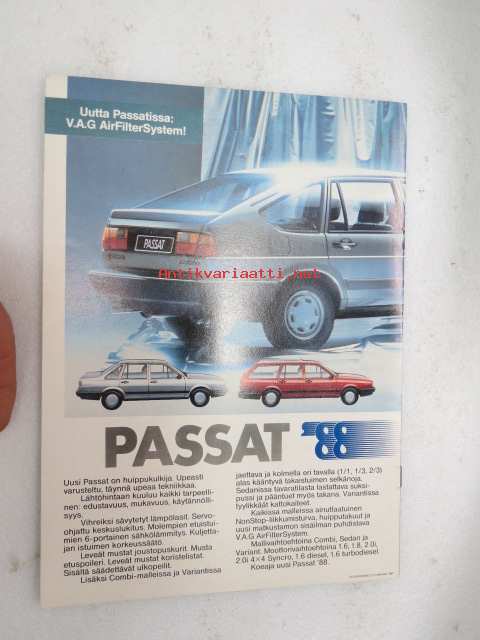 Uutta Passatissa:
V.A.G AirFilterSystem!
PASSAT
Antikvariaatti.net
PASSAT '88
Uusi Passat on huippukulkija. Upeasti
varusteltu, täynnä upeaa tekniikkaa.
Lähtöhintaan kuuluu kaikki tarpeelli-
nen: edustavuus, mukavuus, käytännölli-
syys.
Vihreiksi sävytetyt lämpölasit. Servo-
ohjattu keskuslukitus. Molempien etuistui-
mien 6-portainen sähkölämmitys. Kuljetta-
jan istuimen korkeussäätö.
Leveät mustat joustopuskurit. Musta
etuspoileri. Leveät mustat koristelistat.
Sisältä säädettävät ulkopeilit.
Lisäksi Combi-malleissa ja Variantissa
jaettava ja kolmella eri tavalla (1/1, 1/3, 2/3)
alas kääntyvä takaistuimen selkänoja.
Sedanissa tavaratilasta lastattava suksi-
pussi ja pääntuet myös takana. Variantissa
tyylikkäät kattokaiteet.
Kaikissa malleissa ainutlaatuinen
NonStop-liikkumisturva, huippuputkut ja
uusi matkustamon sisäilman puhdistava
V.A.G AirFilterSystem.
Mallivaihtoehtoina Combi, Sedan ja
Variant. Moottorivaihtoehtoina 1.6, 1.8, 2.0i,
2.0i 4×4 Syncro, 1.6 diesel, 1.6 turbodiesel
Koeaja uusi Passat '88.